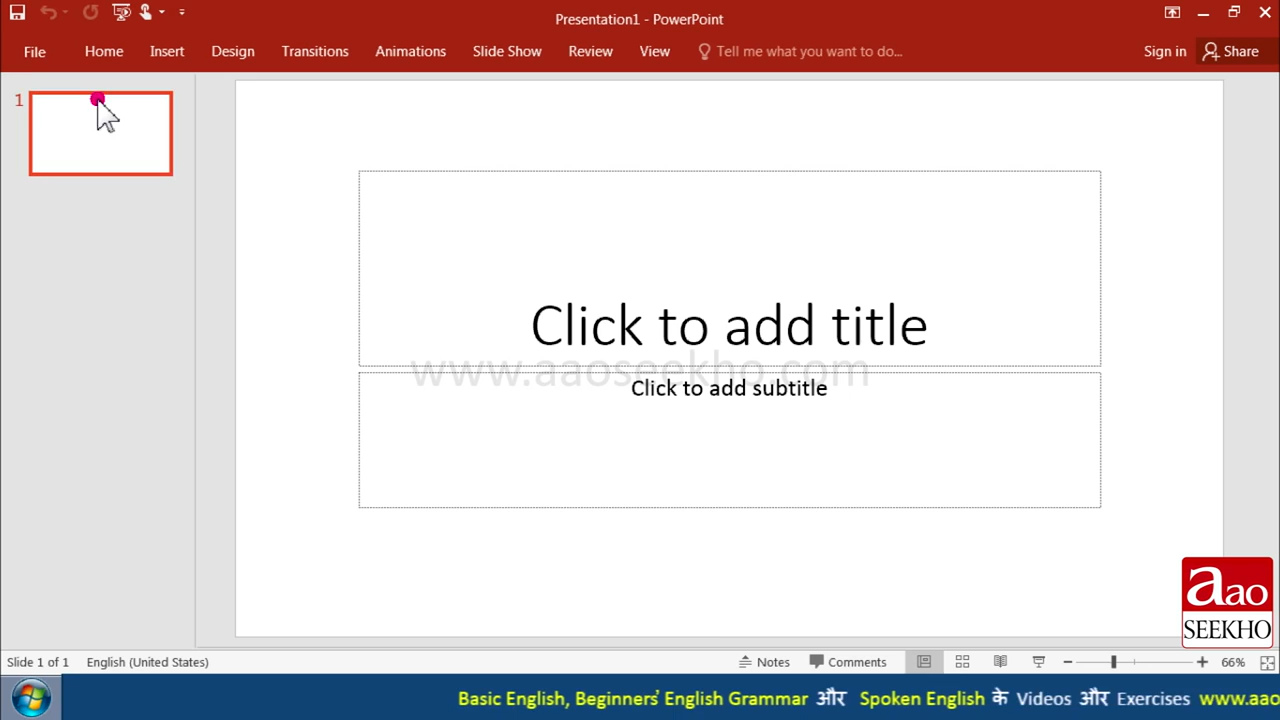 Presentation1 - PowerPoint
File Home Insert Design Transitions Animations Slide Show Review View Tell me what you want to do... Sign in Share
1
Click to add title
www.aaoseekho.com
Click to add subtitle
aao
SEEKHO
Slide 1 of 1 English (United States) Notes Comments 66%
Basic English, Beginners' English Grammar और Spoken English के Videos और Exercises www.aao